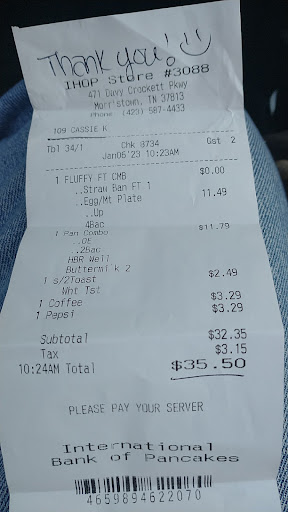 Thank you!
IHOP Store #3088
471 Davy Crockett Pkwy
Morristown, TN 37813
Phone (423) 587-4433
109 CASSIE K
Tbl 34/1 Chk 8734 Gst 2
Jan05'23 10:23AM
1 FLUFFY FT CMB $0.00
..Straw Ban FT 1
..Egg/Mt Plate 11.49
..Up
4Bac
1 Pan Combo $11.79
..OE
..2Bac
HBR Well
Buttermilk 2
1 s/2Toast $2.49
Wht Tst
1 Coffee $3.29
1 Pepsi $3.29
Subtotal $32.35
Tax $3.15
10:24AM Total $35.50
PLEASE PAY YOUR SERVER
International
Bank of Pancakes
4659894622070